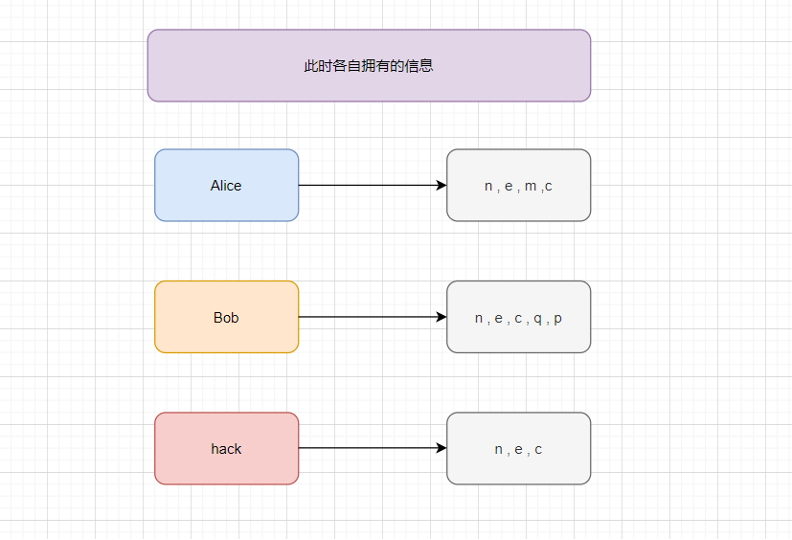 此时各自拥有的信息
Alice
n , e , m ,c
Bob
n , e , c , q , p
hack
n , e , c